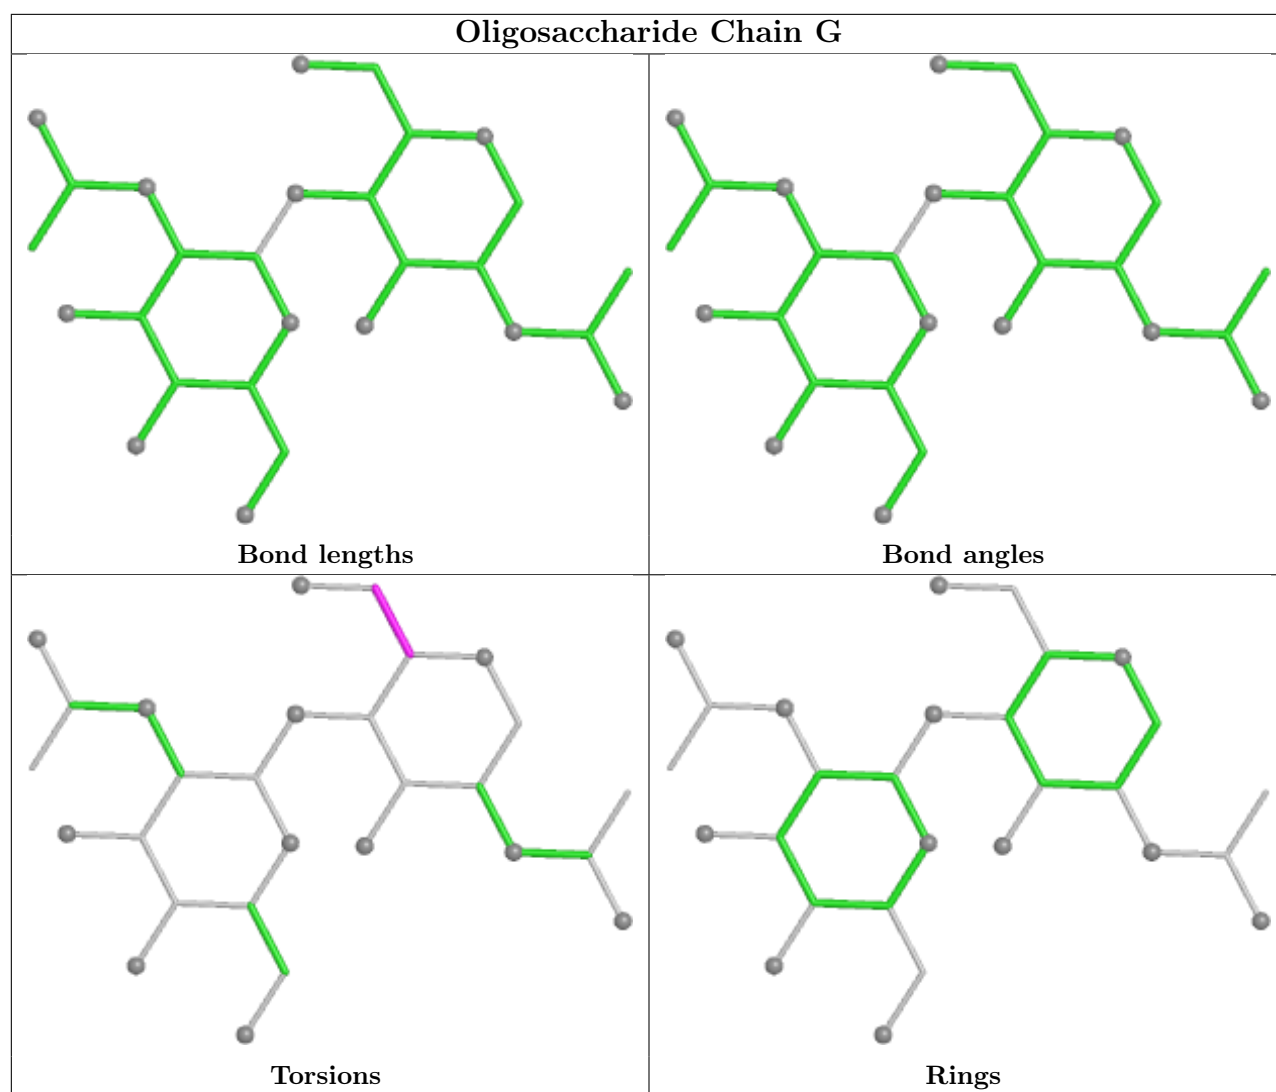 Oligosaccharide Chain G
Bond lengths
Bond angles
Torsions
Rings